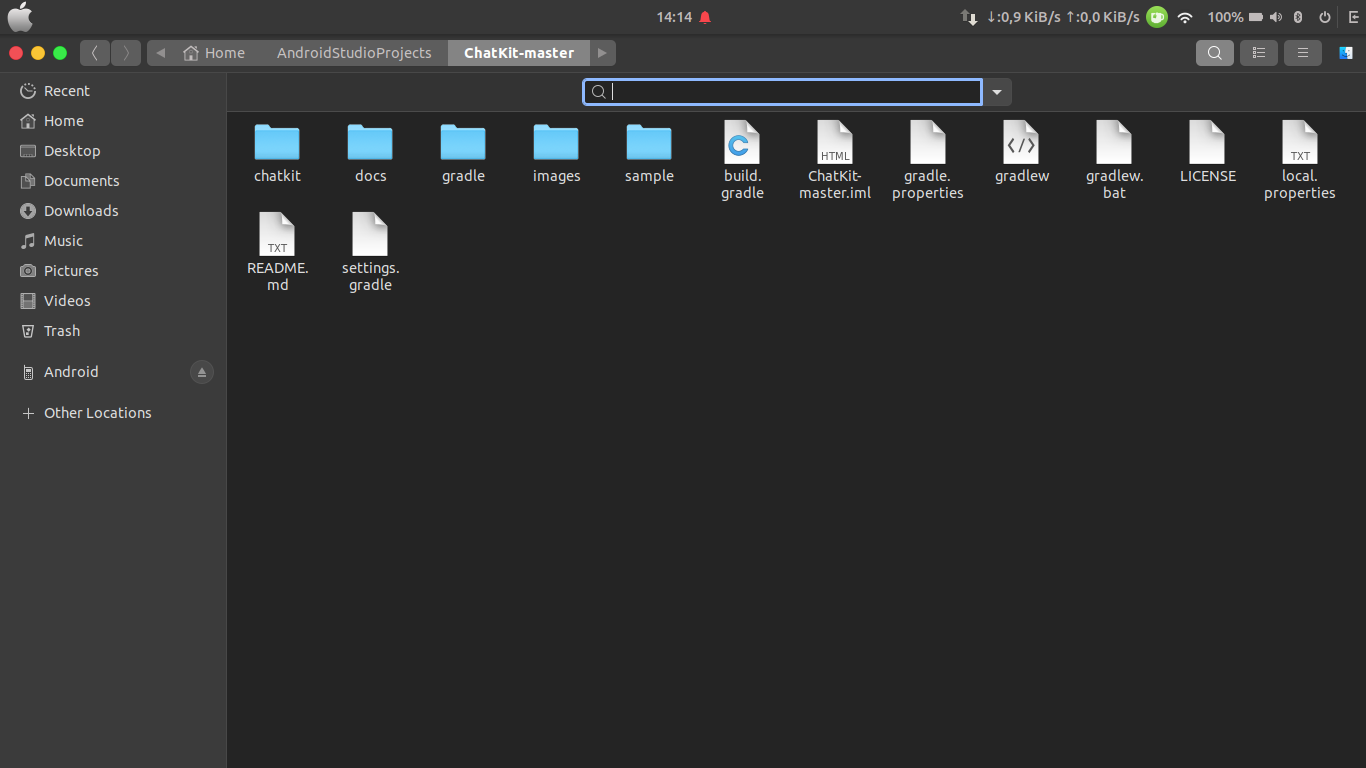 14:14
↓:0,9 KiB/s ↑:0,0 KiB/s
100%
Home
AndroidStudioProjects
ChatKit-master
Recent
Home
Desktop
Documents
Downloads
Music
Pictures
Videos
Trash
Android
Other Locations
chatkit
docs
gradle
images
sample
build.
gradle
HTML
ChatKit-
master.iml
gradle.
properties
gradlew
gradlew.
bat
LICENSE
TXT
local.
properties
TXT
README.
md
settings.
gradle